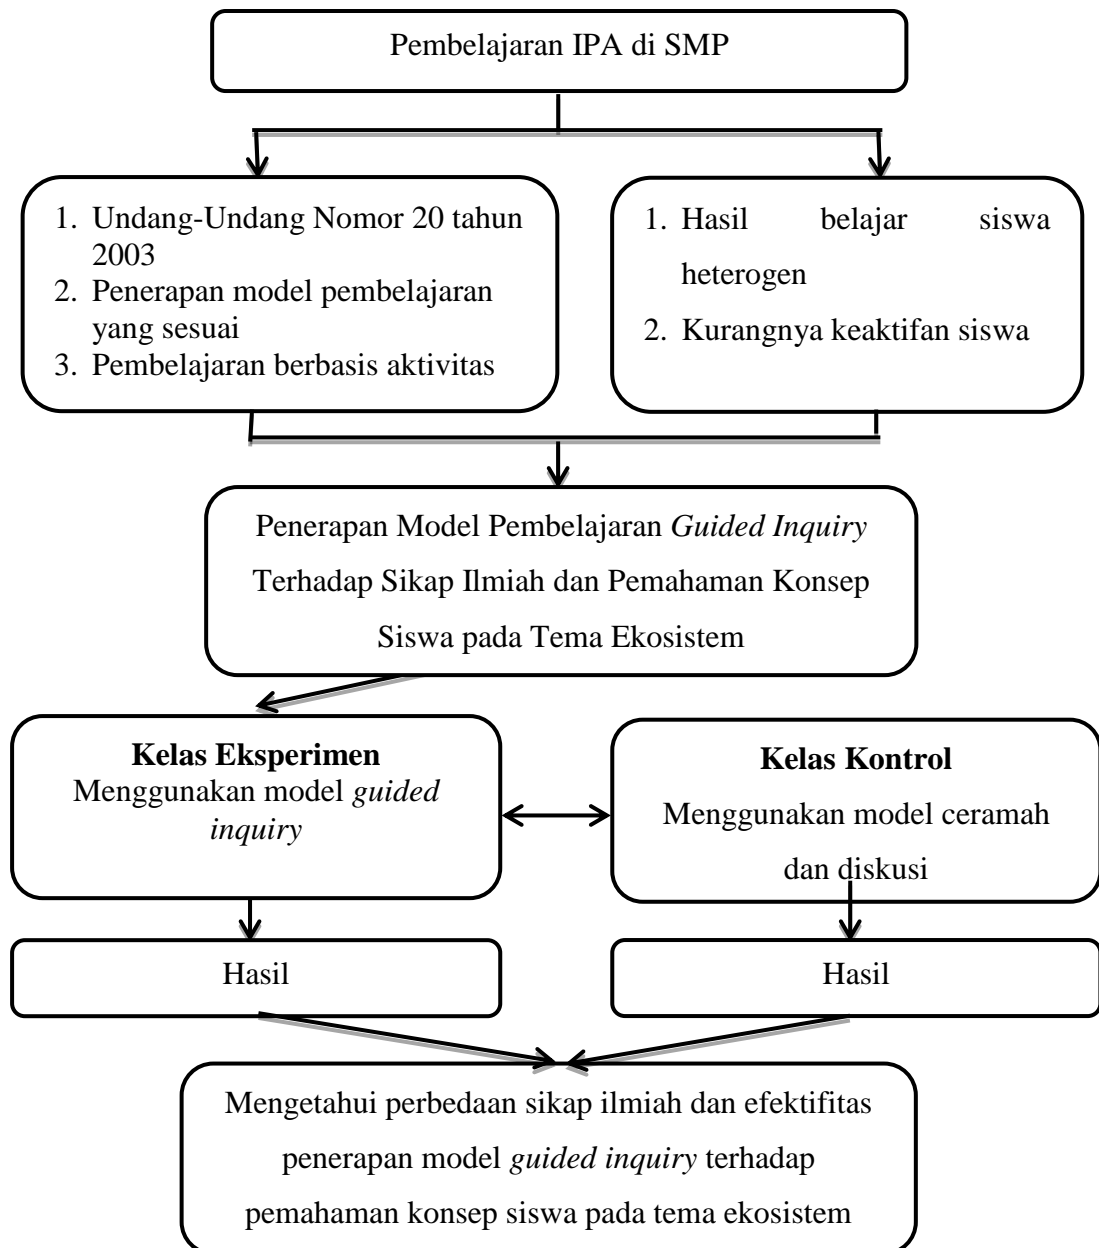 Pembelajaran IPA di SMP
1. Undang-Undang Nomor 20 tahun
2003
2. Penerapan model pembelajaran
yang sesuai
3. Pembelajaran berbasis aktivitas
1. Hasil belajar siswa
heterogen
2. Kurangnya keaktifan siswa
Penerapan Model Pembelajaran Guided Inquiry
Terhadap Sikap Ilmiah dan Pemahaman Konsep
Siswa pada Tema Ekosistem
Kelas Eksperimen
Menggunakan model guided
inquiry
Kelas Kontrol
Menggunakan model ceramah
dan diskusi
Hasil
Hasil
Mengetahui perbedaan sikap ilmiah dan efektifitas
penerapan model guided inquiry terhadap
pemahaman konsep siswa pada tema ekosistem